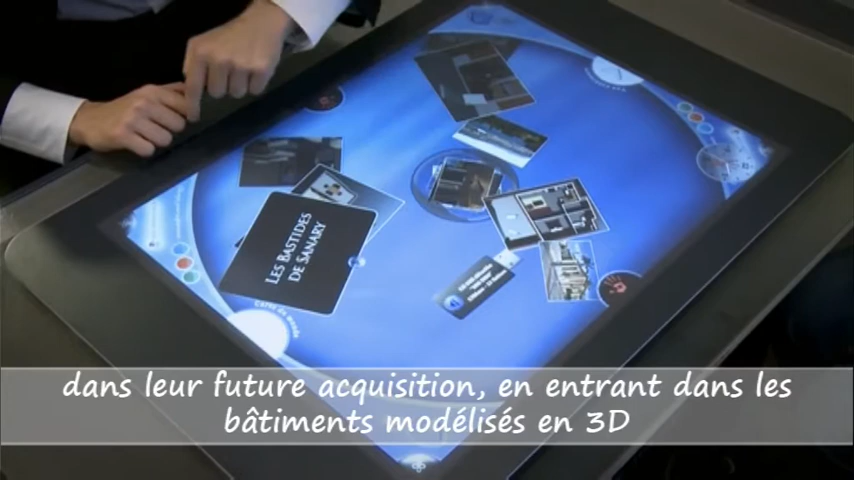 LES BASTIDES
DE SANARY
dans leur future acquisition, en entrant dans les
bâtiments modélisés en 3D